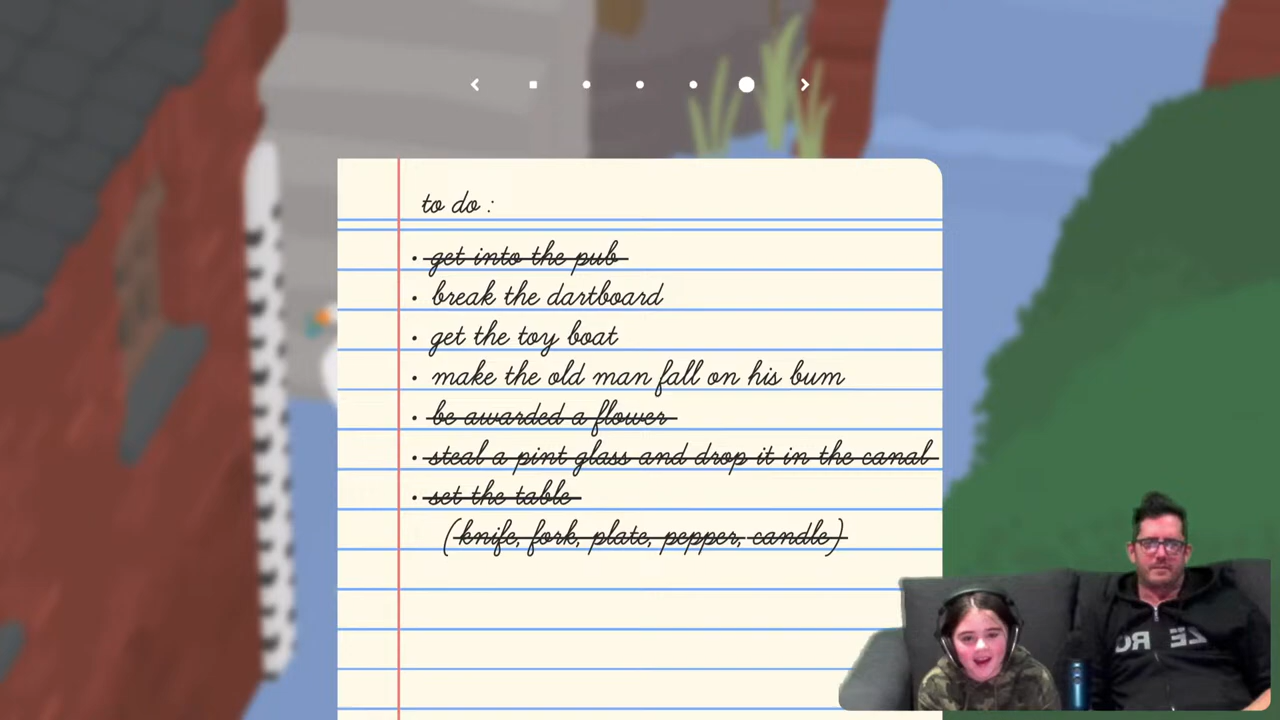 to do :
• get into the pub
• break the dartboard
• get the toy boat
• make the old man fall on his bum
• be awarded a flower
• steal a pint glass and drop it in the canal
• set the table
(knife, fork, plate, pepper, candle)